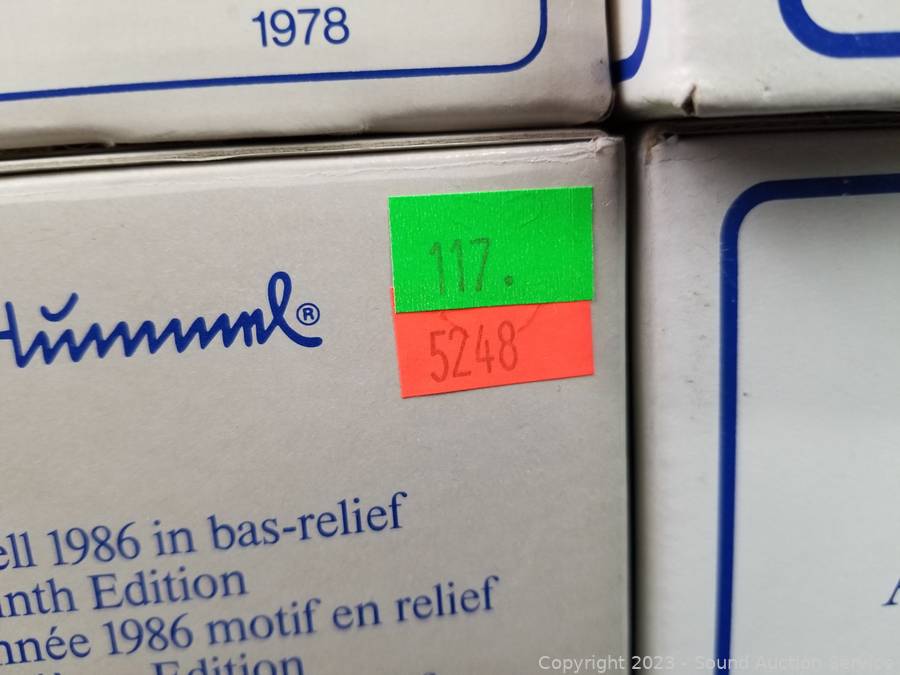 1978
117.
5248
Hummel®
ell 1986 in bas-relief
inth Edition
nnée 1986 motif en relief
Edition
Copyright 2023 - Sound Auction Service